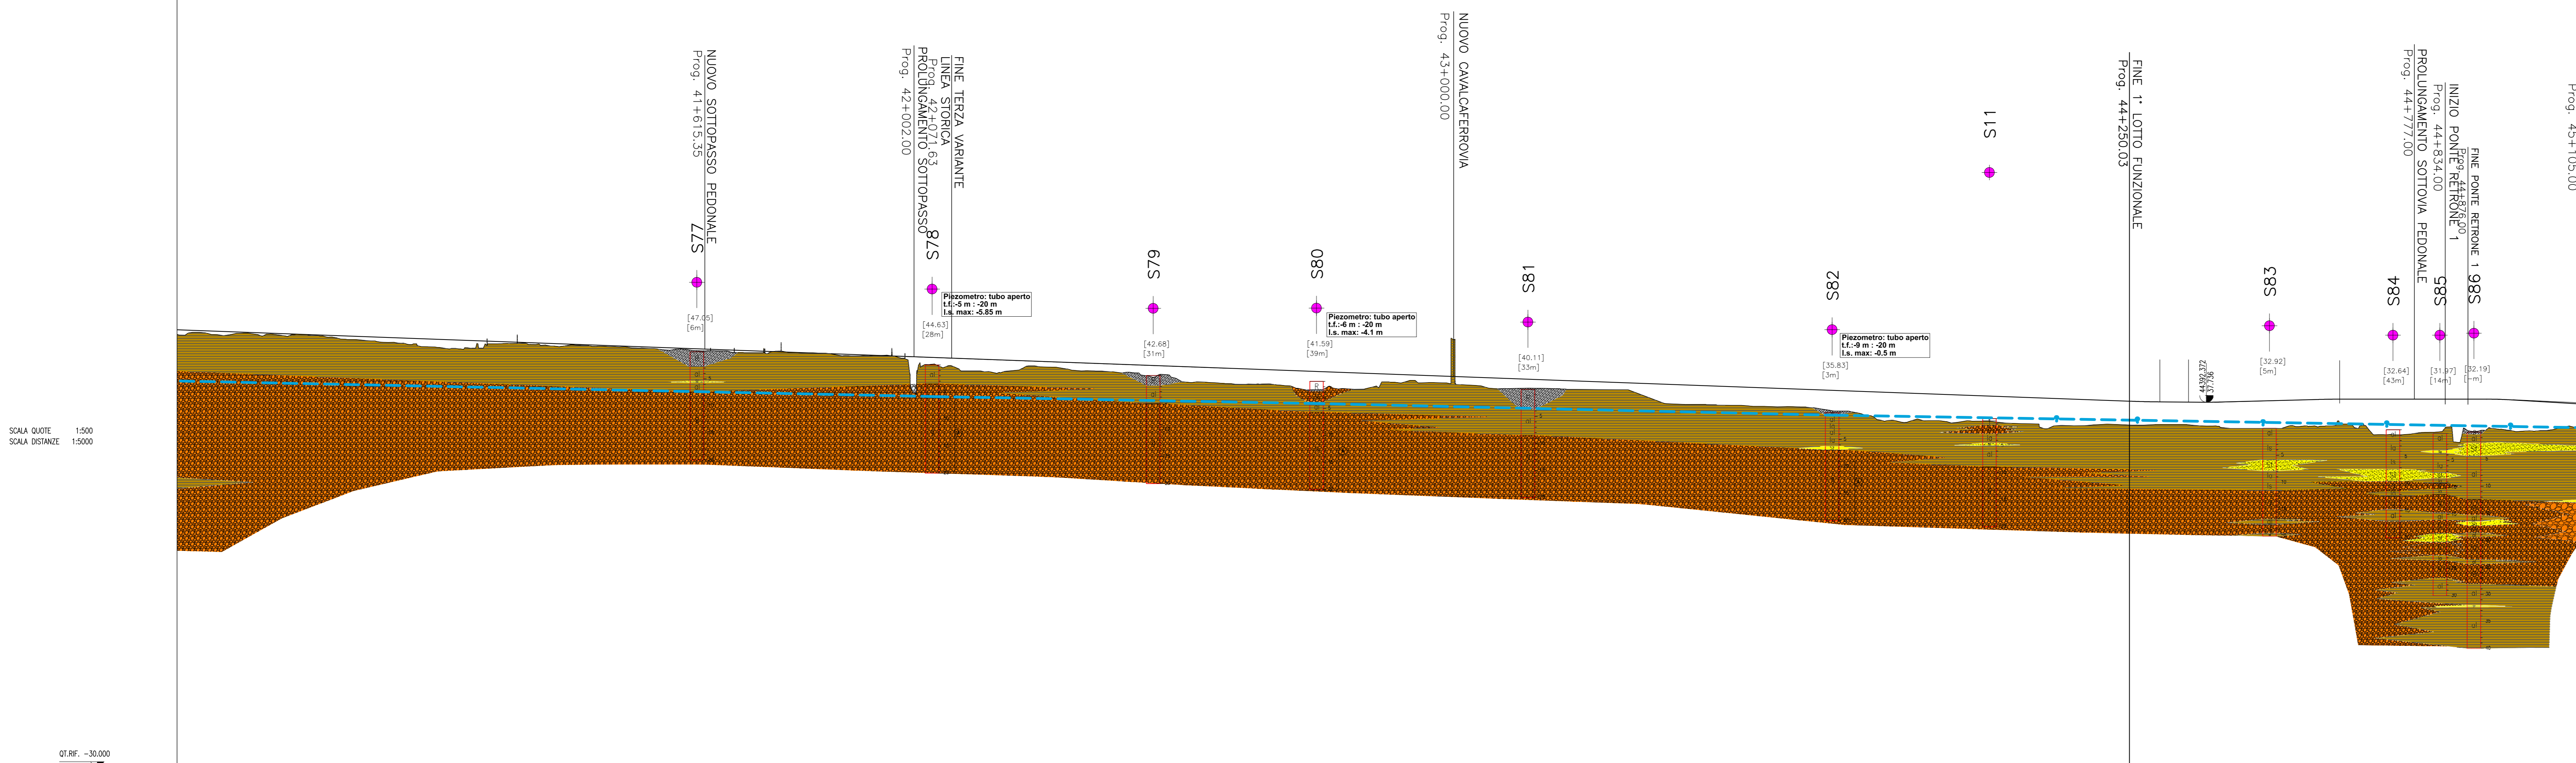 NUOVO SOTTOPASSO PEDONALE
Prog. 41+615.35
PROLUNGAMENTO SOTTOPASSO
Prog. 42+002.00
FINE TERZA VARIANTE
LINEA STORICA
Prog. 42+071.63
NUOVO CAVALCAFERROVIA
Prog. 43+000.00
FINE 1° LOTTO FUNZIONALE
Prog. 44+250.03
PROLUNGAMENTO SOTTOVIA PEDONALE
Prog. 44+777.00
INIZIO PONTE RETRONE 1
Prog. 44+834.00
FINE PONTE RETRONE 1
Prog. 44+876.00
Prog. 45+105.00
S77
[47.05]
[6m]
S78
Piezometro: tubo aperto
t.f.:-5 m : -20 m
l.s. max: -5.85 m
[44.63]
[28m]
S79
[42.68]
[31m]
S80
Piezometro: tubo aperto
t.f.:-6 m : -20 m
l.s. max: -4.1 m
[41.59]
[39m]
S81
[40.11]
[33m]
S82
Piezometro: tubo aperto
t.f.:-9 m : -20 m
l.s. max: -0.5 m
[35.83]
[3m]
S11
S83
[32.92]
[5m]
S84
[32.64]
[43m]
S85
[31.97]
[14m]
S86
[32.19]
[-m]
SCALA QUOTE 1:500
SCALA DISTANZE 1:5000
QT.RIF. -30.000